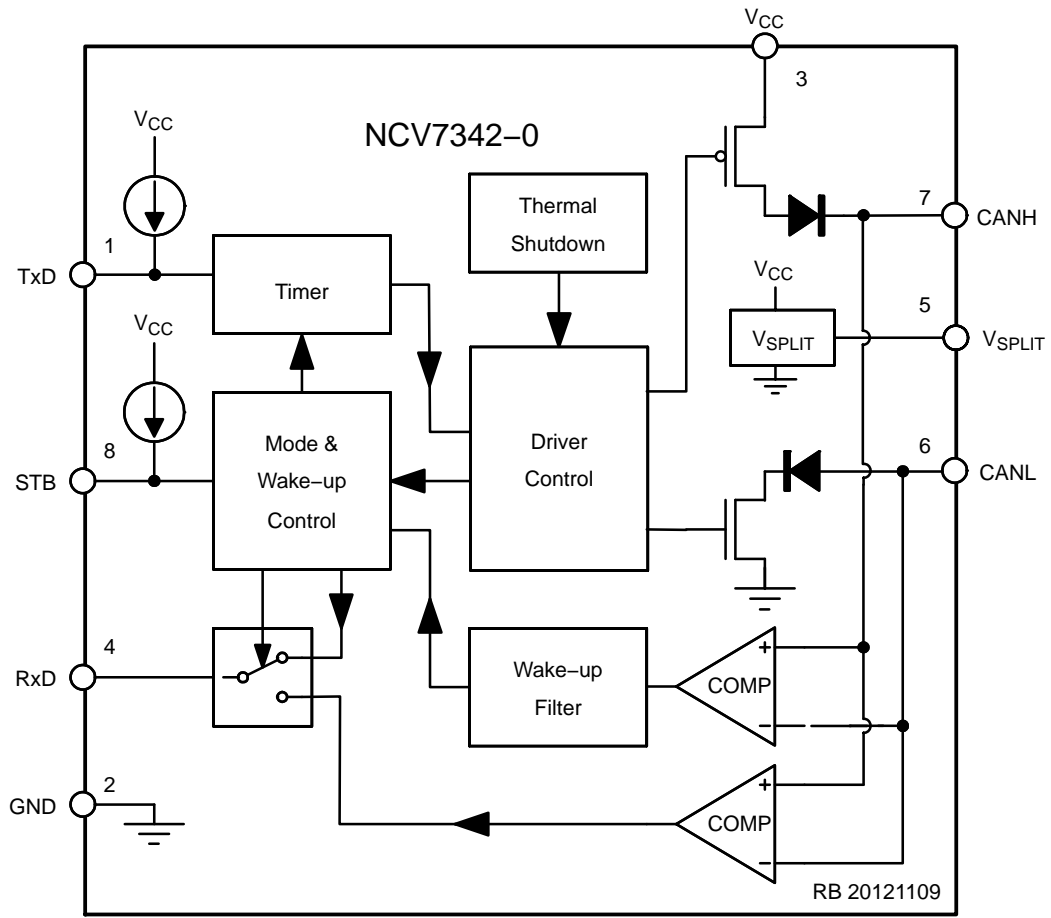 VCC
3
NCV7342−0
VCC
Thermal
Shutdown
7
CANH
1
TxD
Timer
VCC
5
VSPLIT
VSPLIT
VCC
8
STB
Mode &
Wake−up
Control
Driver
Control
6
CANL
4
RxD
Wake−up
Filter
COMP
+
−
2
GND
COMP
+
−
RB 20121109